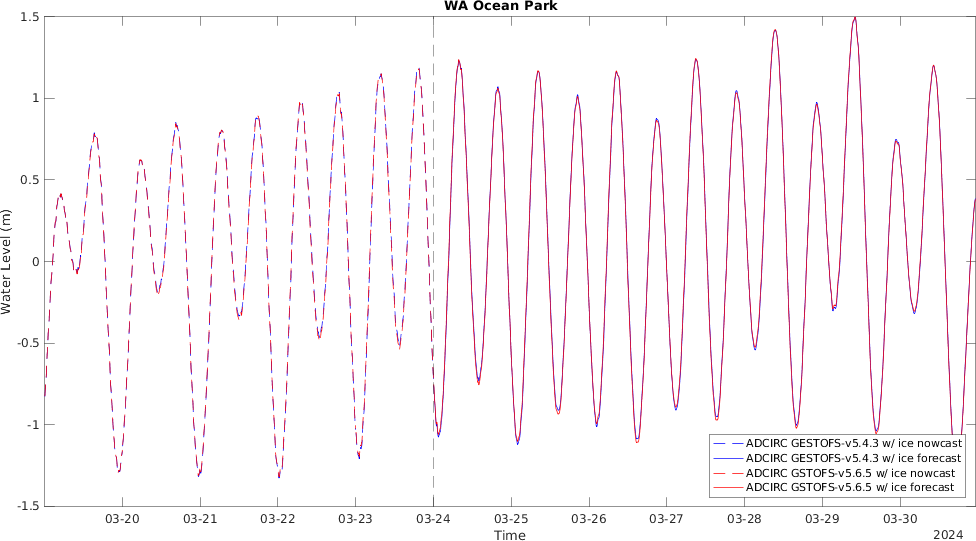 WA Ocean Park
1.5
1
0.5
0
-0.5
-1
-1.5
Water Level (m)
ADCIRC GESTOFS-v5.4.3 w/ ice nowcast
ADCIRC GESTOFS-v5.4.3 w/ ice forecast
ADCIRC GSTOFS-v5.6.5 w/ ice nowcast
ADCIRC GSTOFS-v5.6.5 w/ ice forecast
03-20 03-21 03-22 03-23 03-24 03-25 03-26 03-27 03-28 03-29 03-30
Time
2024